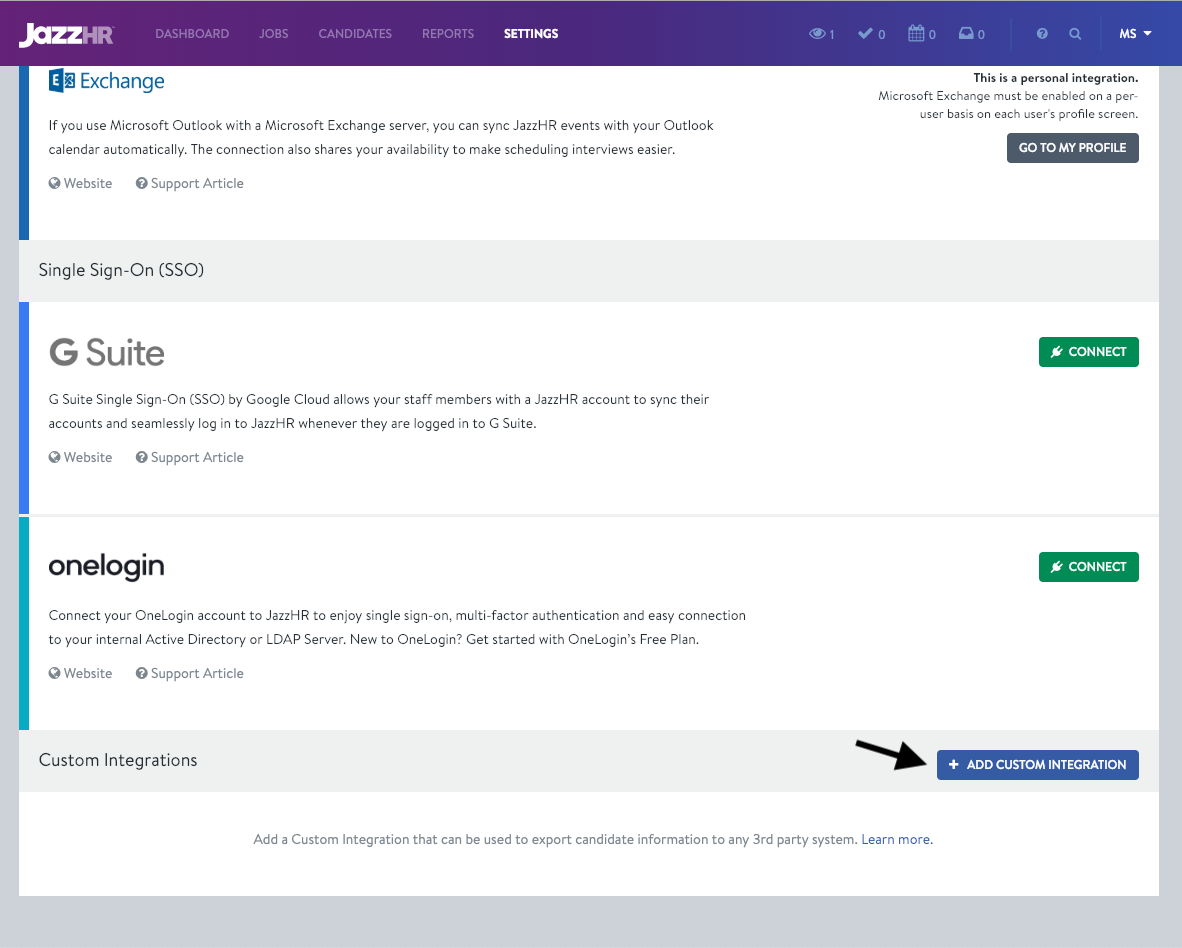 JazzHR DASHBOARD JOBS CANDIDATES REPORTS SETTINGS 1 0 0 0 MS
Exchange
This is a personal integration.
Microsoft Exchange must be enabled on a per-
user basis on each user's profile screen.
GO TO MY PROFILE
If you use Microsoft Outlook with a Microsoft Exchange server, you can sync JazzHR events with your Outlook
calendar automatically. The connection also shares your availability to make scheduling interviews easier.
Website Support Article
Single Sign-On (SSO)
G Suite
CONNECT
G Suite Single Sign-On (SSO) by Google Cloud allows your staff members with a JazzHR account to sync their
accounts and seamlessly log in to JazzHR whenever they are logged in to G Suite.
Website Support Article
onelogin
CONNECT
Connect your OneLogin account to JazzHR to enjoy single sign-on, multi-factor authentication and easy connection
to your internal Active Directory or LDAP Server. New to OneLogin? Get started with OneLogin's Free Plan.
Website Support Article
Custom Integrations
+ ADD CUSTOM INTEGRATION
Add a Custom Integration that can be used to export candidate information to any 3rd party system. Learn more.